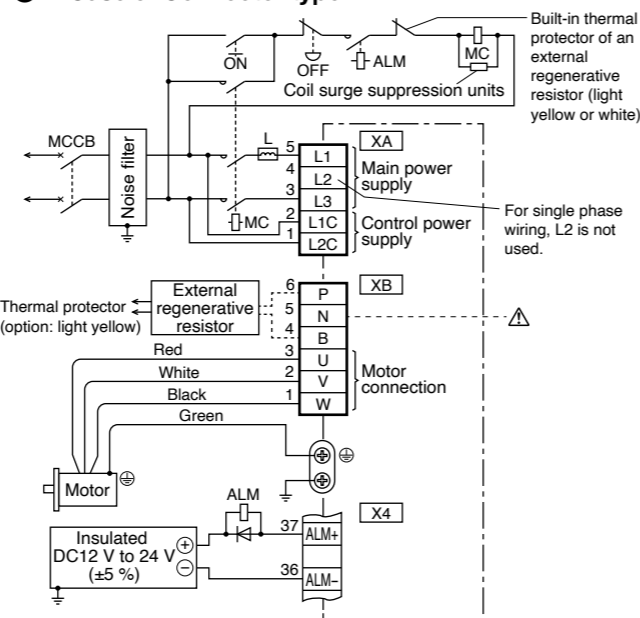 Built-in thermal
protector of an
external
regenerative
resistor (light
yellow or white)
ON
OFF
ALM
MC
Coil surge suppression units
MCCB
Noise filter
L
MC
5 L1
4 L2
3 L3
2 L1C
1 L2C
XA
Main power
supply
Control power
supply
For single phase
wiring, L2 is not
used.
Thermal protector
(option: light yellow)
External
regenerative
resistor
6 P
5 N
4 B
3 U
2 V
1 W
XB
Red
White
Black
Green
Motor
connection
Motor
ALM
Insulated
DC12 V to 24 V
(±5 %)
+
−
37 ALM+
36 ALM−
X4